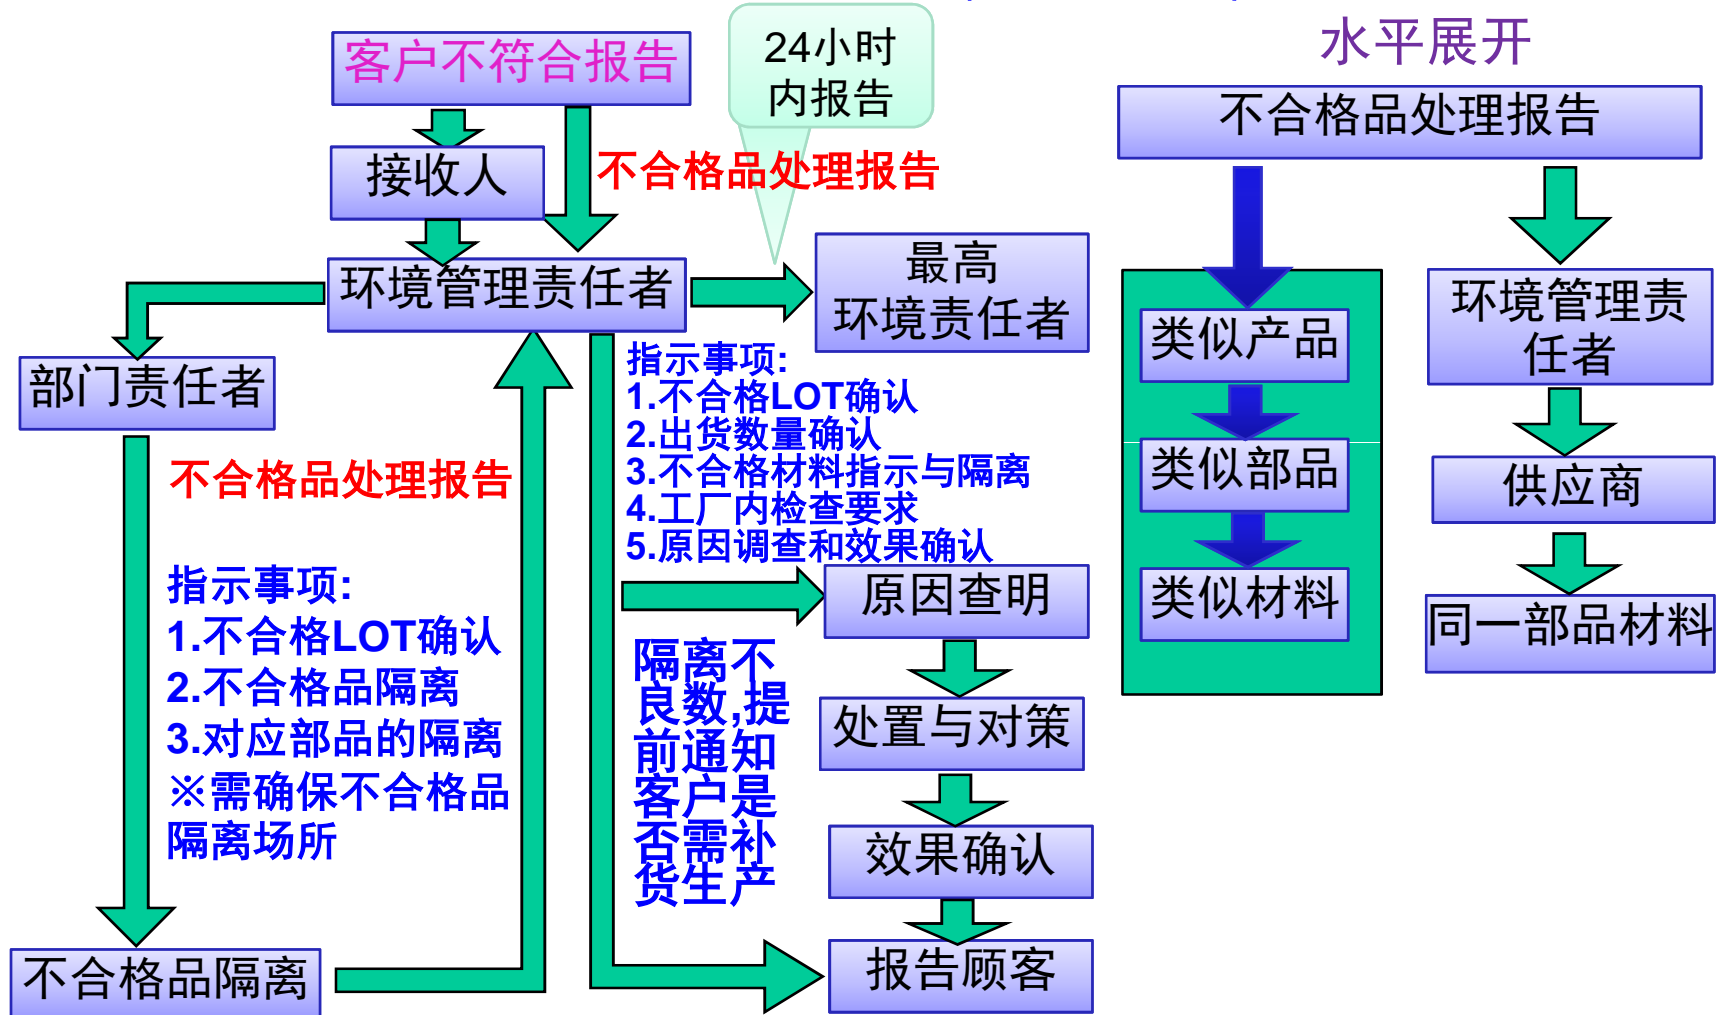 客户不符合报告
24小时
内报告
接收人
不合格品处理报告
环境管理责任者
最高
环境责任者
部门责任者
指示事项:
1.不合格LOT确认
2.出货数量确认
3.不合格材料指示与隔离
4.工厂内检查要求
5.原因调查和效果确认
不合格品处理报告
指示事项:
1.不合格LOT确认
2.不合格品隔离
3.对应部品的隔离
※需确保不合格品
隔离场所
原因查明
隔离不
良数,提
前通知
客户是
否需补
货生产
处置与对策
效果确认
报告顾客
不合格品隔离
水平展开
不合格品处理报告
类似产品
类似部品
类似材料
环境管理责
任者
供应商
同一部品材料